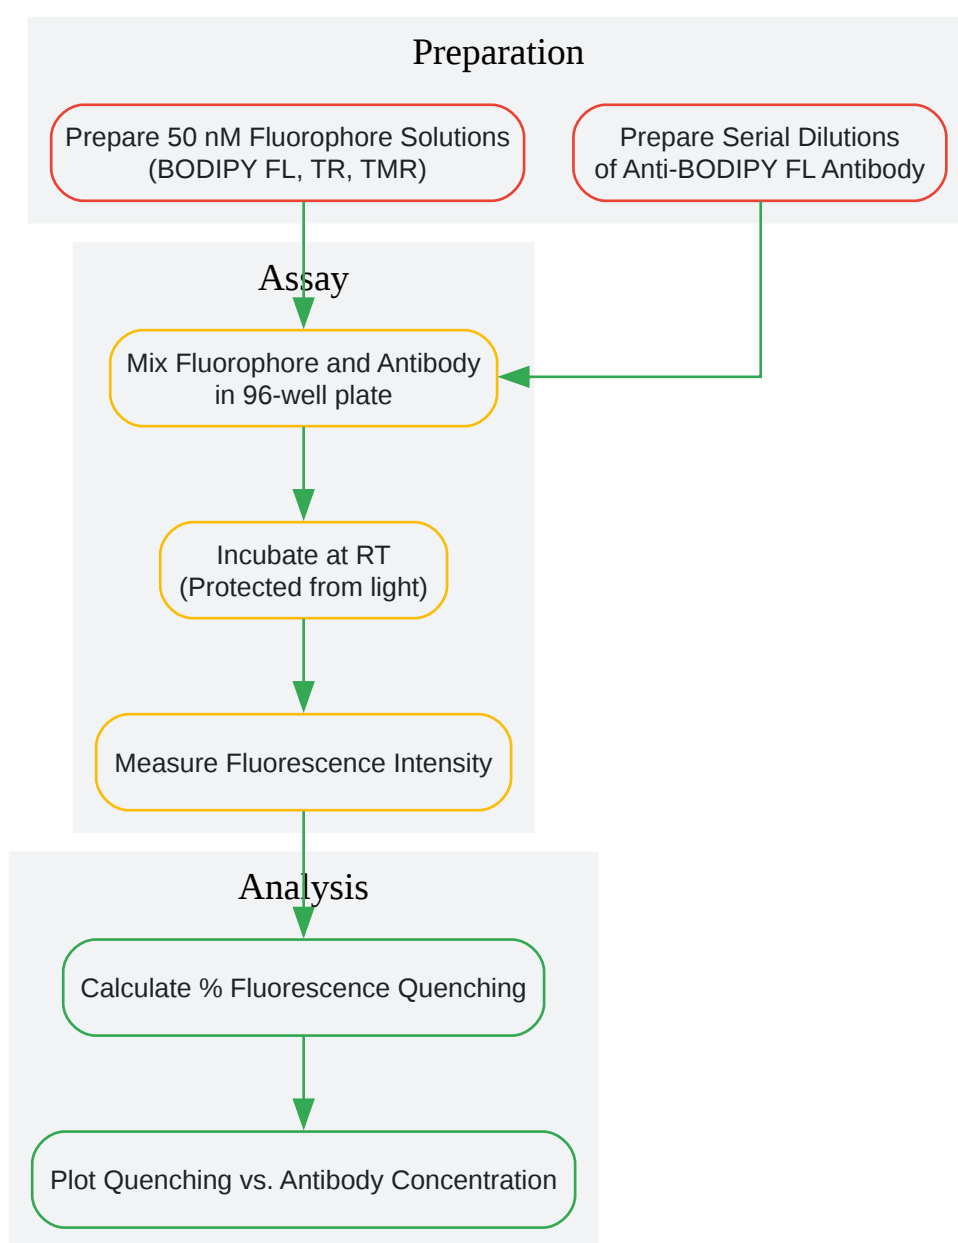 Preparation
Prepare 50 nM Fluorophore Solutions
(BODIPY FL, TR, TMR)
Prepare Serial Dilutions
of Anti-BODIPY FL Antibody
Assay
Mix Fluorophore and Antibody
in 96-well plate
Incubate at RT
(Protected from light)
Measure Fluorescence Intensity
Analysis
Calculate % Fluorescence Quenching
Plot Quenching vs. Antibody Concentration